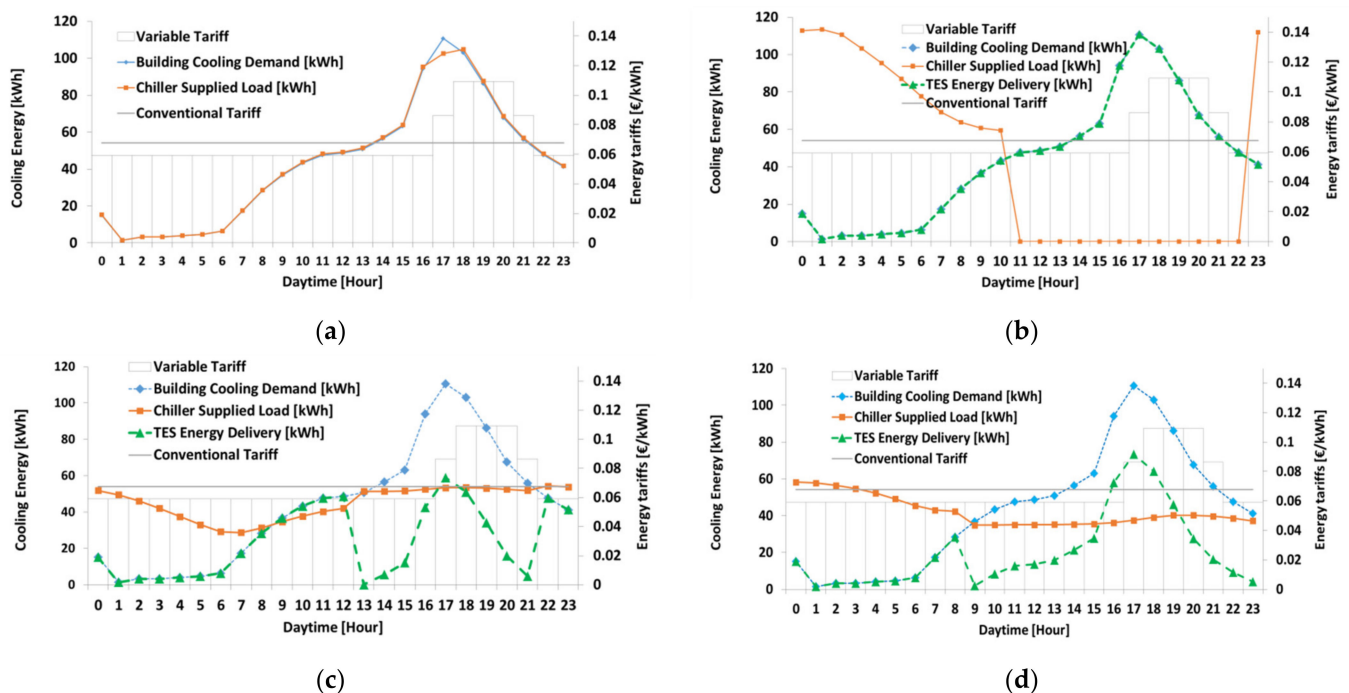 Variable Tariff
Building Cooling Demand [kWh]
Chiller Supplied Load [kWh]
Conventional Tariff
Cooling Energy [kWh]
120
100
80
60
40
20
0
0.14
0.12
0.1
0.08
0.06
0.04
0.02
0
Energy tariffs [€/kWh]
0 1 2 3 4 5 6 7 8 9 10 11 12 13 14 15 16 17 18 19 20 21 22 23
Daytime [Hour]
(a)
Variable Tariff
Building Cooling Demand [kWh]
Chiller Supplied Load [kWh]
TES Energy Delivery [kWh]
Conventional Tariff
Cooling Energy [kWh]
120
100
80
60
40
20
0
0.14
0.12
0.1
0.08
0.06
0.04
0.02
0
Energy tariffs [€/kWh]
0 1 2 3 4 5 6 7 8 9 10 11 12 13 14 15 16 17 18 19 20 21 22 23
Daytime [Hour]
(b)
Variable Tariff
Building Cooling Demand [kWh]
Chiller Supplied Load [kWh]
TES Energy Delivery [kWh]
Conventional Tariff
Cooling Energy [kWh]
120
100
80
60
40
20
0
0.14
0.12
0.1
0.08
0.06
0.04
0.02
0
Energy tariffs [€/kWh]
0 1 2 3 4 5 6 7 8 9 10 11 12 13 14 15 16 17 18 19 20 21 22 23
Daytime [Hour]
(c)
Variable Tariff
Building Cooling Demand [kWh]
Chiller Supplied Load [kWh]
TES Energy Delivery [kWh]
Conventional Tariff
Cooling Energy [kWh]
120
100
80
60
40
20
0
0.14
0.12
0.1
0.08
0.06
0.04
0.02
0
Energy tariffs [€/kWh]
0 1 2 3 4 5 6 7 8 9 10 11 12 13 14 15 16 17 18 19 20 21 22 23
Daytime [Hour]
(d)